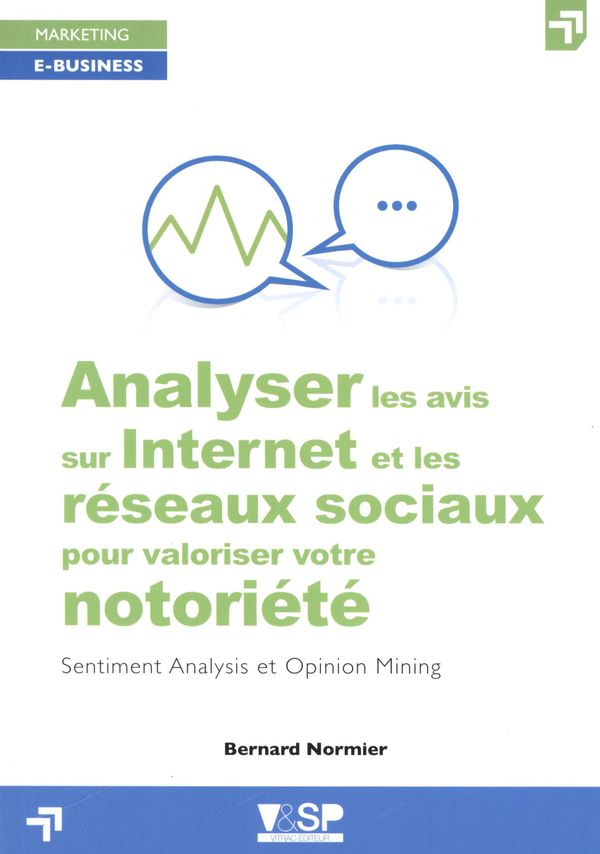 MARKETING
E-BUSINESS
Analyser les avis
sur Internet et les
réseaux sociaux
pour valoriser votre
notoriété
Sentiment Analysis et Opinion Mining
Bernard Normier
V&SP
VITRAC ÉDITEUR